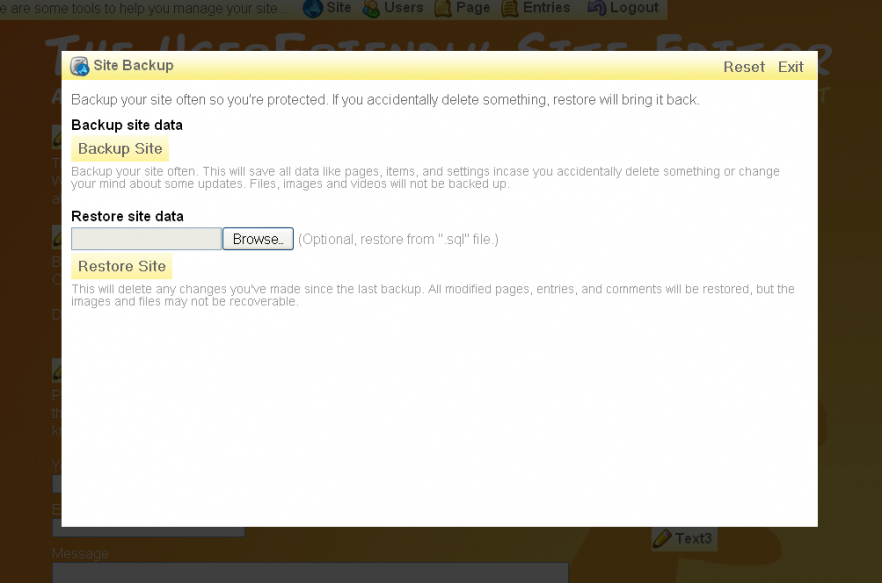 e are some tools to help you manage your site... Site Users Page Entries Logout
THE USERFRIENDLY SITE EDITOR
Site Backup Reset Exit
Backup your site often so you're protected. If you accidentally delete something, restore will bring it back.
Backup site data
Backup Site
Backup your site often. This will save all data like pages, items, and settings incase you accidentally delete something or change
your mind about some updates. Files, images and videos will not be backed up.
Restore site data
Browse.. (Optional, restore from ".sql" file.)
Restore Site
This will delete any changes you've made since the last backup. All modified pages, entries, and comments will be restored, but the
images and files may not be recoverable.
Text3
Message